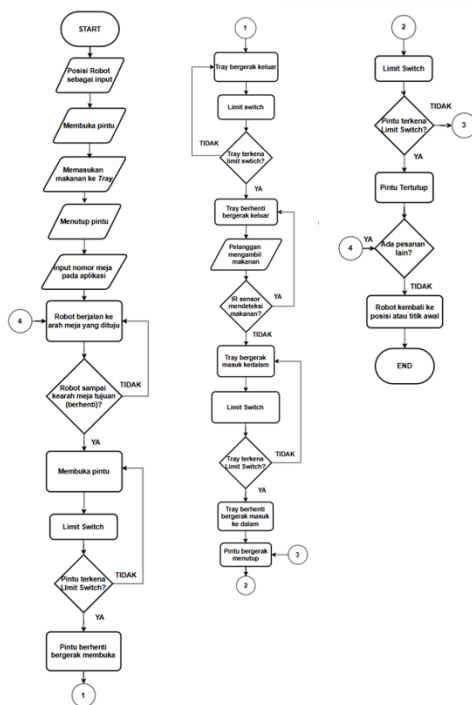 START
Posisi Robot
sebagai input
Membuka pintu
Memasukan
makanan ke Tray
Menutup pintu
Input nomor meja
pada aplikasi
4
Robot berjalan ke
arah meja yang dituju
Robot sampai
kearah meja tujuan
(berhenti)?
TIDAK
YA
Membuka pintu
Limit Switch
Pintu terkena
LImit Switch?
TIDAK
YA
Pintu berhenti
bergerak membuka
1
1
Tray bergerak keluar
Limit switch
TIDAK
Tray terkena
limit swtich?
YA
Tray berhenti
bergerak keluar
Pelanggan
mengambil
makanan
IR sensor
mendeteksi
makanan?
YA
TIDAK
Tray bergerak
masuk kedalam
Limit Switch
Tray terkena
Limit Switch?
TIDAK
YA
Tray berhenti
bergerak masuk
ke dalam
Pintu bergerak
menutup
3
2
2
Limit Switch
Pintu terkena
Limit Switch?
TIDAK
3
YA
Pintu Tertutup
4
YA
Ada pesanan
lain?
TIDAK
Robot kembali ke
posisi atau titik awal
END